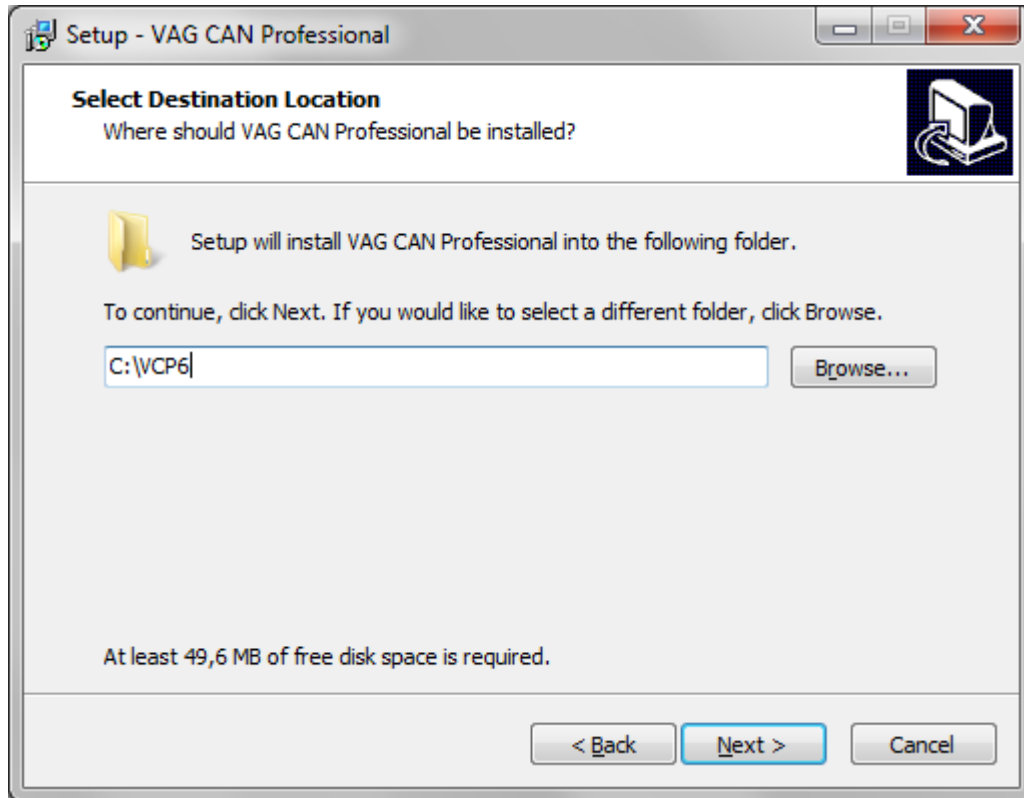 Setup - VAG CAN Professional
Select Destination Location
Where should VAG CAN Professional be installed?
Setup will install VAG CAN Professional into the following folder.
To continue, click Next. If you would like to select a different folder, click Browse.
C:\VCP6
Browse...
At least 49,6 MB of free disk space is required.
< Back
Next >
Cancel